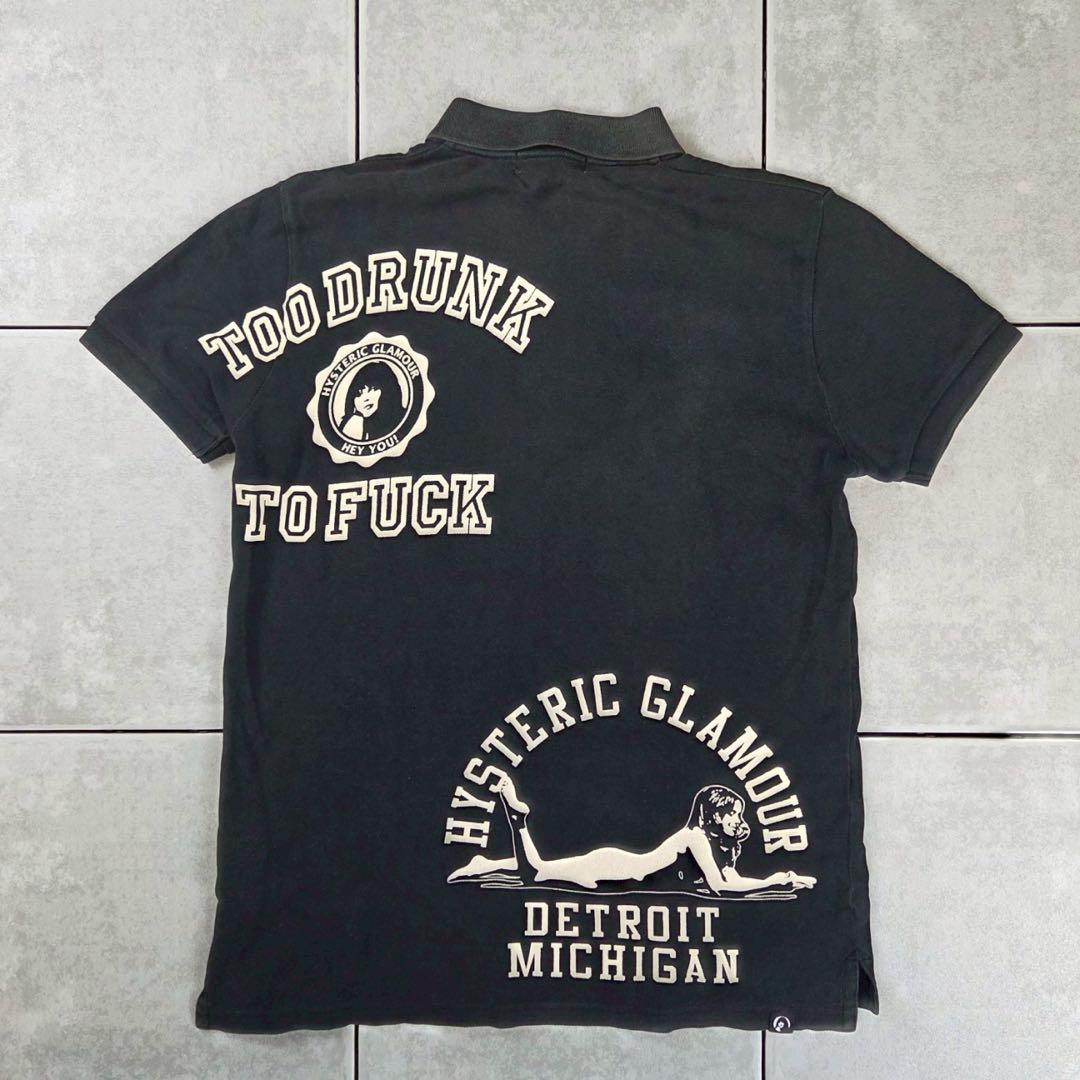 TOO DRUNK
HYSTERIC GLAMOUR
HEY YOU!
TO FUCK
HYSTERIC GLAMOUR
DETROIT
MICHIGAN